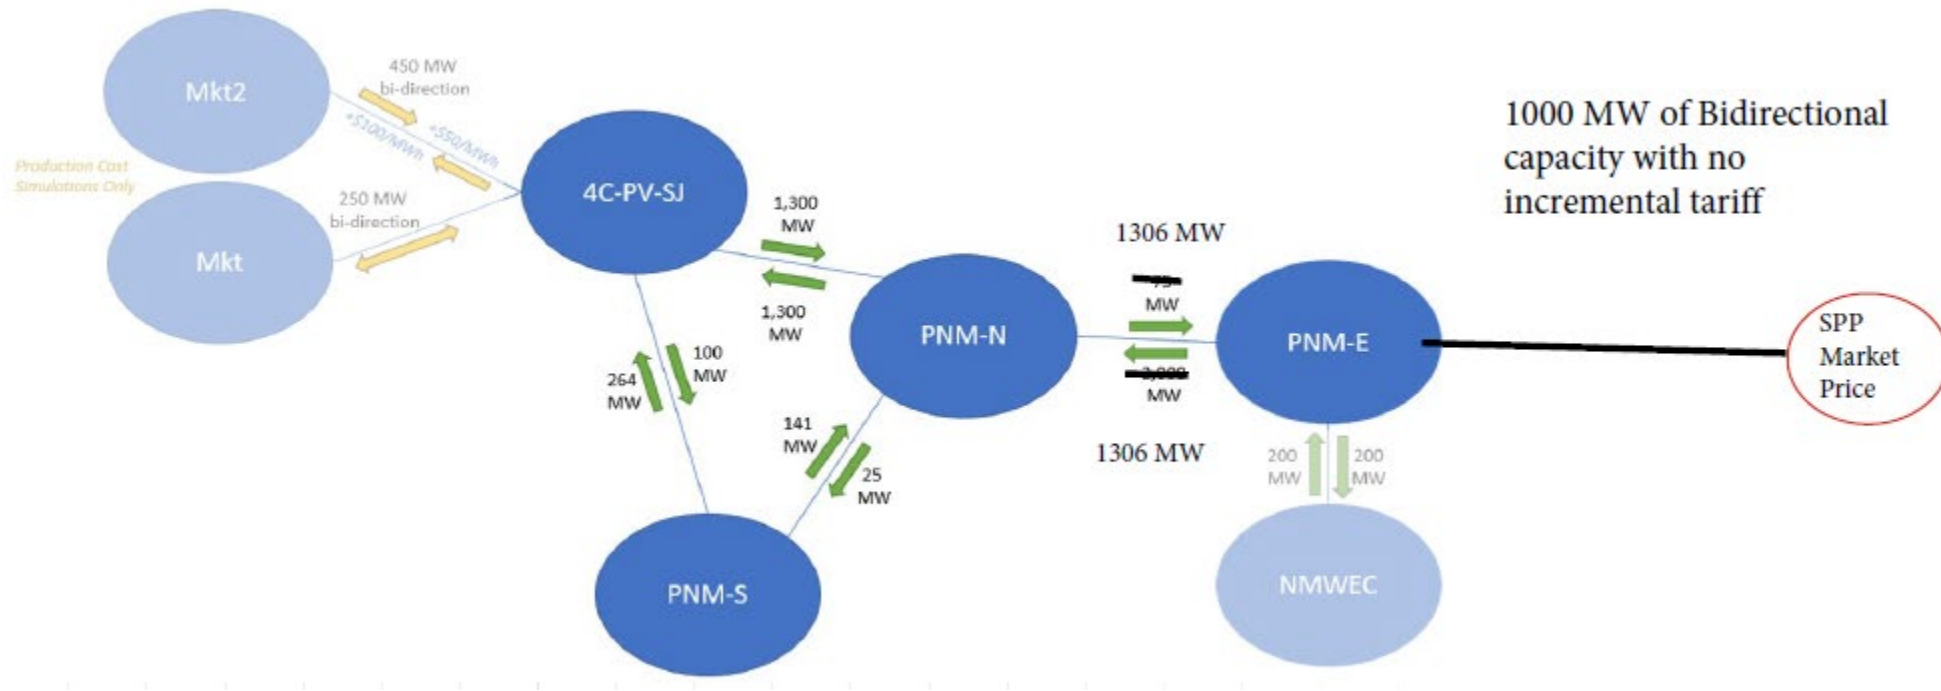 Mkt2
450 MW
bi-direction
+$100/MWh
+$50/MWh
Production Cost
Simulations Only
Mkt
250 MW
bi-direction
4C-PV-SJ
1,300
MW
1,300
MW
264
MW
100
MW
PNM-N
141
MW
25
MW
PNM-S
1306 MW
MW
MW
1306 MW
PNM-E
200
MW
200
MW
NMWEC
1000 MW of Bidirectional
capacity with no
incremental tariff
SPP
Market
Price